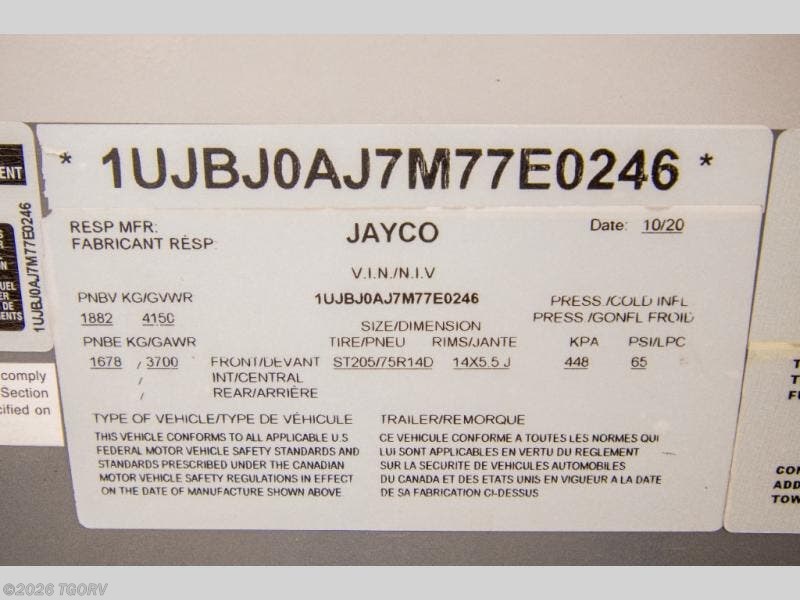 * 1UJBJ0AJ7M77E0246 *
ENT
1UJBJ0AJ7M77E0246
RESP MFR:
FABRICANT RESP:
JAYCO
Date: 10/20
V.I.N./N.I.V
1UJBJ0AJ7M77E0246
PNBV KG/GVWR
1882 4150
PRESS./COLD INFL
PRESS./GONFL FROID
SIZE/DIMENSION
PNBE KG/GAWR TIRE/PNEU RIMS/JANTE KPA PSI/LPC
1678 / 3700 FRONT/DEVANT ST205/75R14D 14X5.5 J 448 65
/ INT/CENTRAL
/ REAR/ARRIÈRE
TYPE OF VEHICLE/TYPE DE VÉHICULE
TRAILER/REMORQUE
THIS VEHICLE CONFORMS TO ALL APPLICABLE U.S
FEDERAL MOTOR VEHICLE SAFETY STANDARDS AND
STANDARDS PRESCRIBED UNDER THE CANADIAN
MOTOR VEHICLE SAFETY REGULATIONS IN EFFECT
ON THE DATE OF MANUFACTURE SHOWN ABOVE
CE VEHICULE CONFORME A TOUTES LES NORMES QUI
LUI SONT APPLICABLES EN VERTU DU REGLEMENT
SUR LA SECURITE DE VEHICULES AUTOMOBILES
DU CANADA ET DES ETATS UNIS EN VIGUEUR A LA DATE
DE SA FABRICATION CI-DESSUS
comply
Section
cified on
CON
ADD
TOW
©2026 TGORV